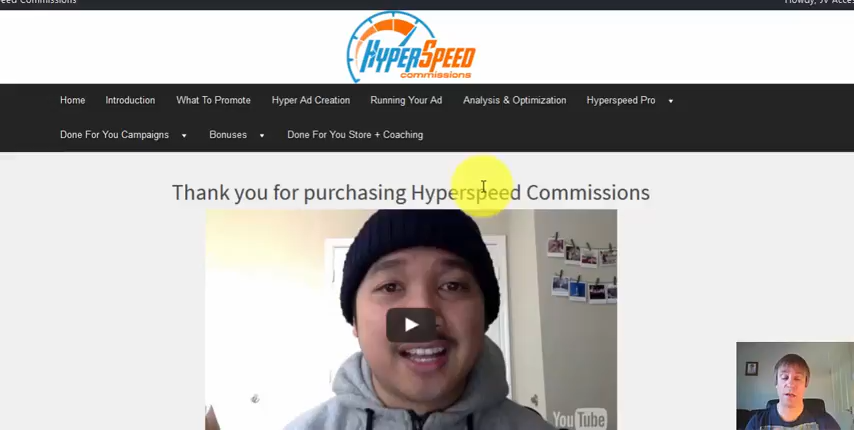 eed Commissions
Howdy, JV Acces
HYPERSPEED
commissions
Home Introduction What To Promote Hyper Ad Creation Running Your Ad Analysis & Optimization Hyperspeed Pro
Done For You Campaigns Bonuses Done For You Store + Coaching
Thank you for purchasing Hyperspeed Commissions
YouTube